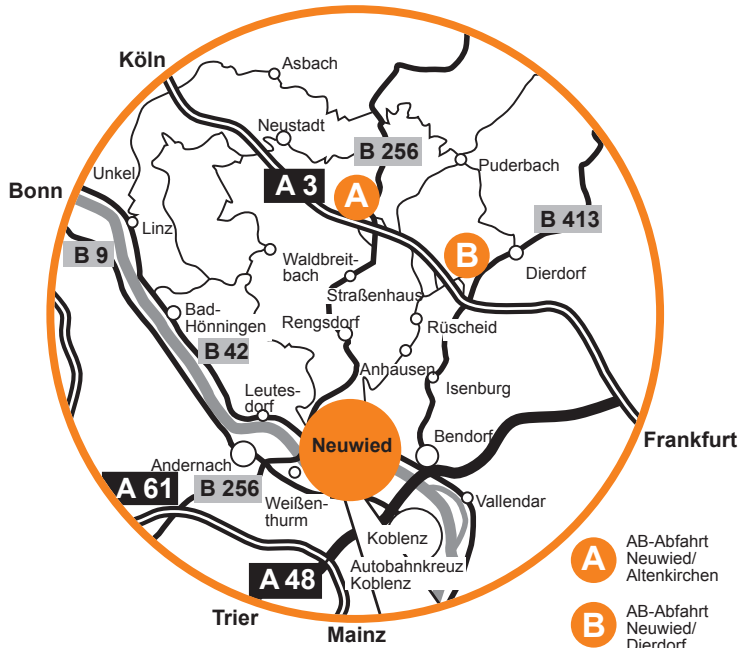 Köln
Asbach
Neustadt
B 256
Puderbach
Unkel
A 3
A
Bonn
B 413
Linz
B 9
Waldbreit-
bach
B
Dierdorf
Straßenhaus
Bad-
Hönningen
Rengsdorf
Rüscheid
B 42
Anhausen
Leutes-
dorf
Isenburg
Neuwied
Bendorf
Frankfurt
Andernach
A 61
B 256
Weißen-
thurm
Vallendar
Koblenz
Autobahnkreuz
Koblenz
A 48
Trier
Mainz
A
AB-Abfahrt
Neuwied/
Altenkirchen
B
AB-Abfahrt
Neuwied/
Dierdorf